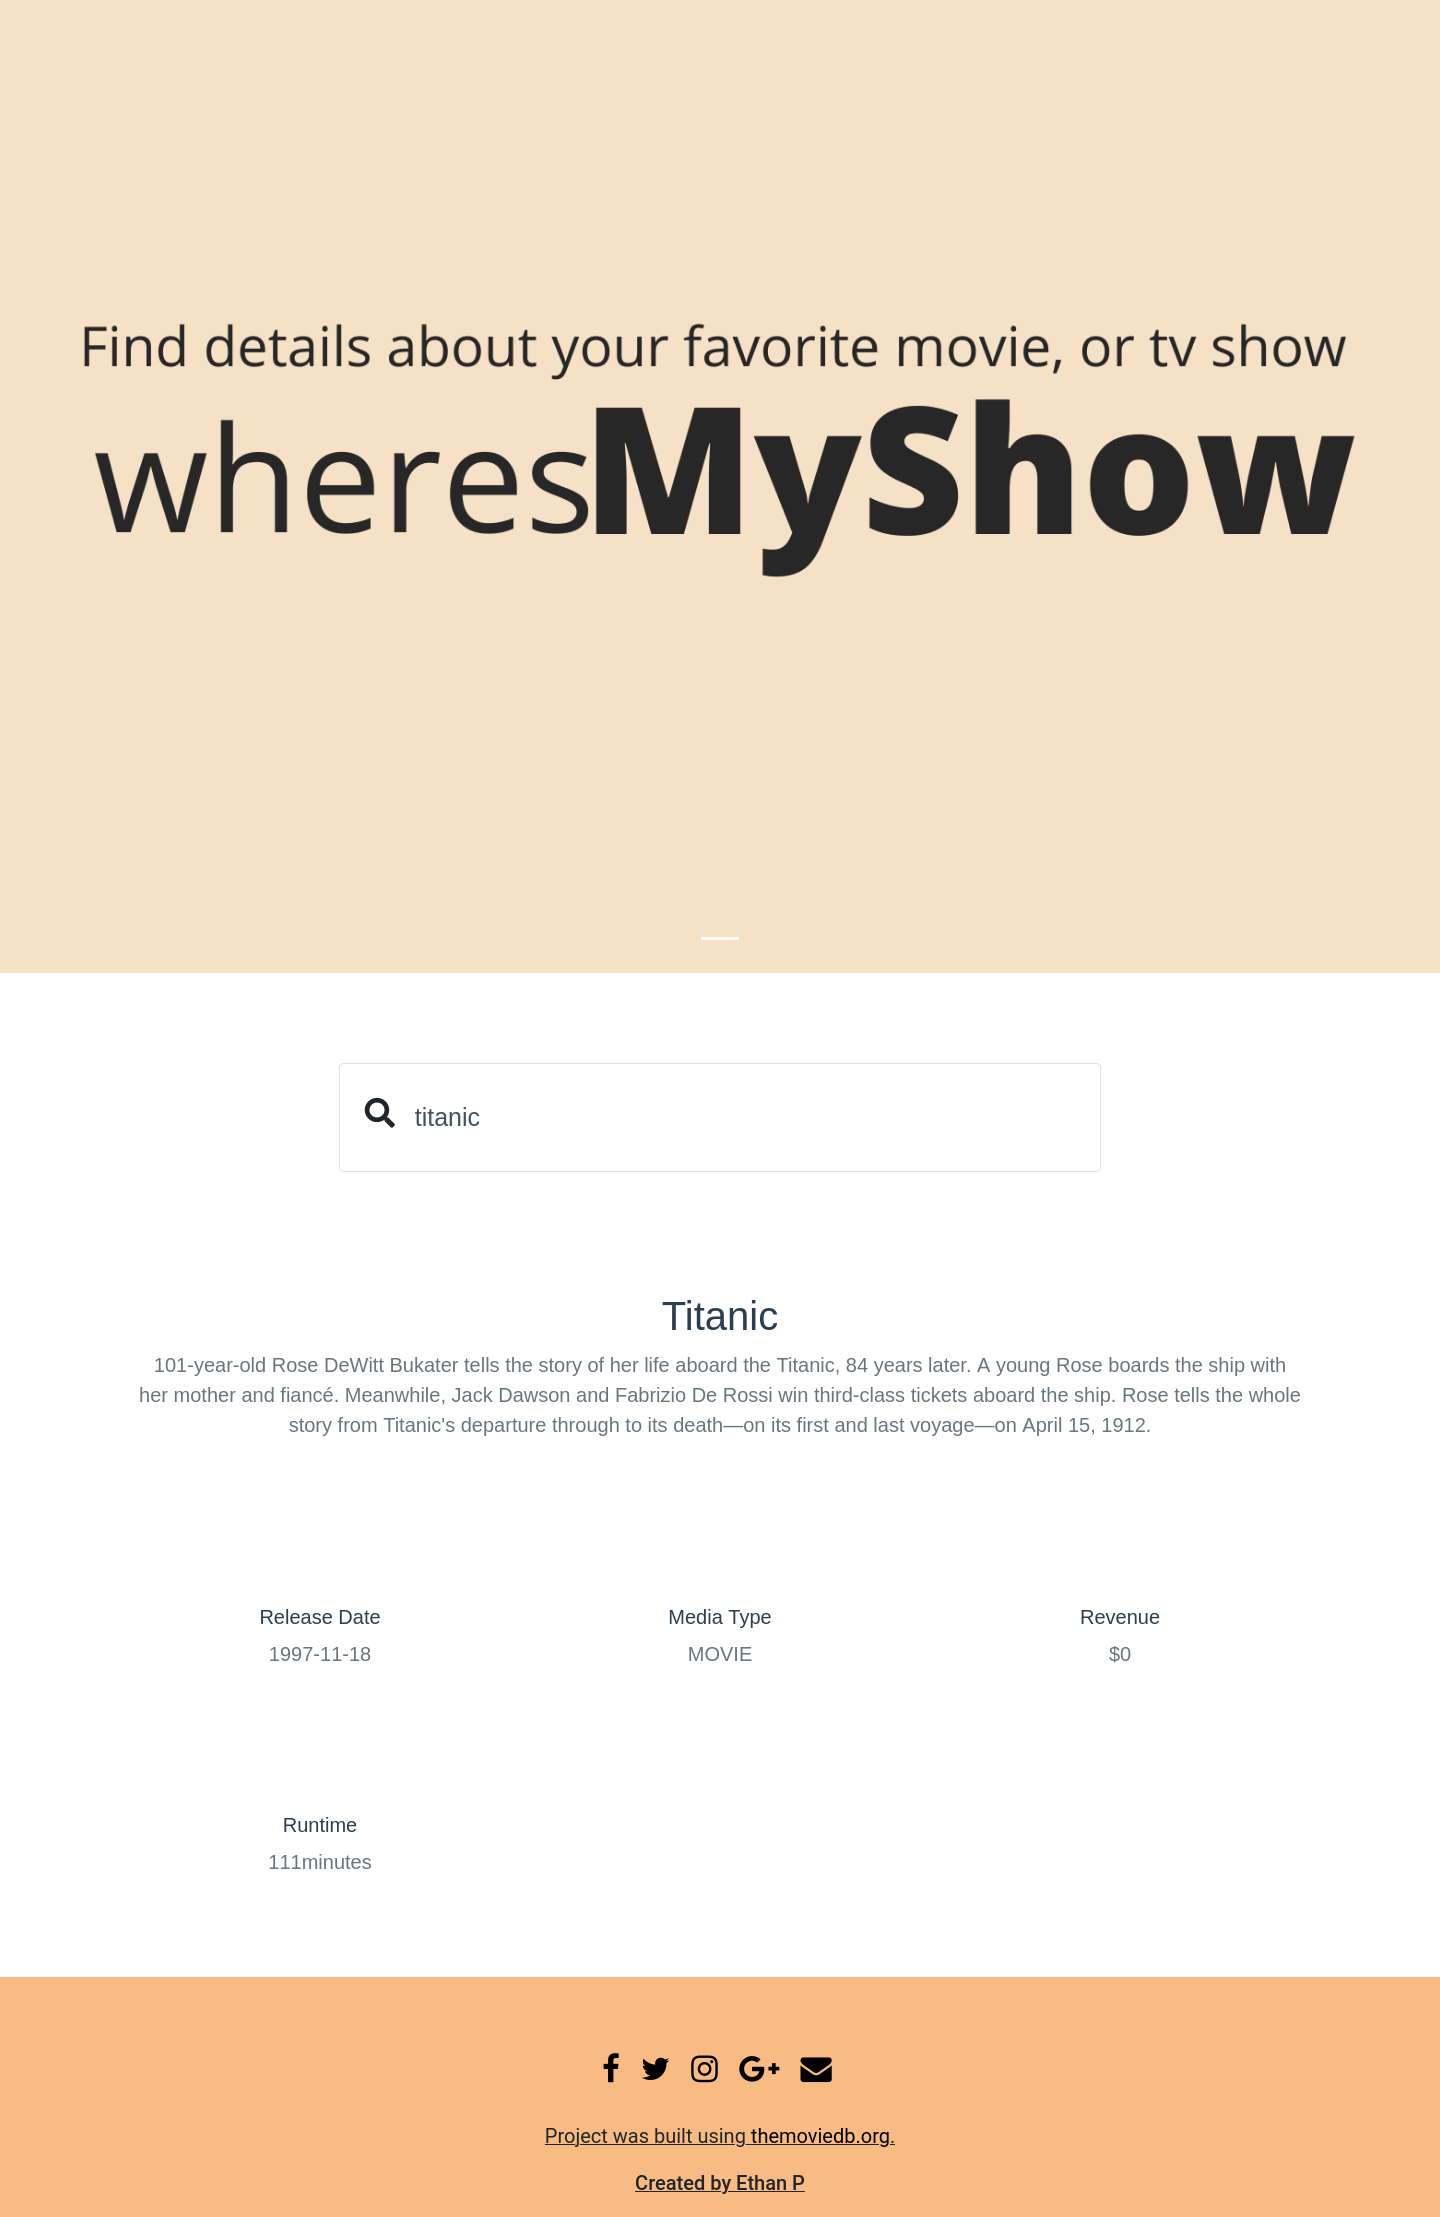 Find details about your favorite movie, or tv show
wheresMyShow
titanic
Titanic
101-year-old Rose DeWitt Bukater tells the story of her life aboard the Titanic, 84 years later. A young Rose boards the ship with
her mother and fiancé. Meanwhile, Jack Dawson and Fabrizio De Rossi win third-class tickets aboard the ship. Rose tells the whole
story from Titanic's departure through to its death—on its first and last voyage—on April 15, 1912.
Release Date
1997-11-18
Media Type
MOVIE
Revenue
$0
Runtime
111minutes
Project was built using themoviedb.org.
Created by Ethan P